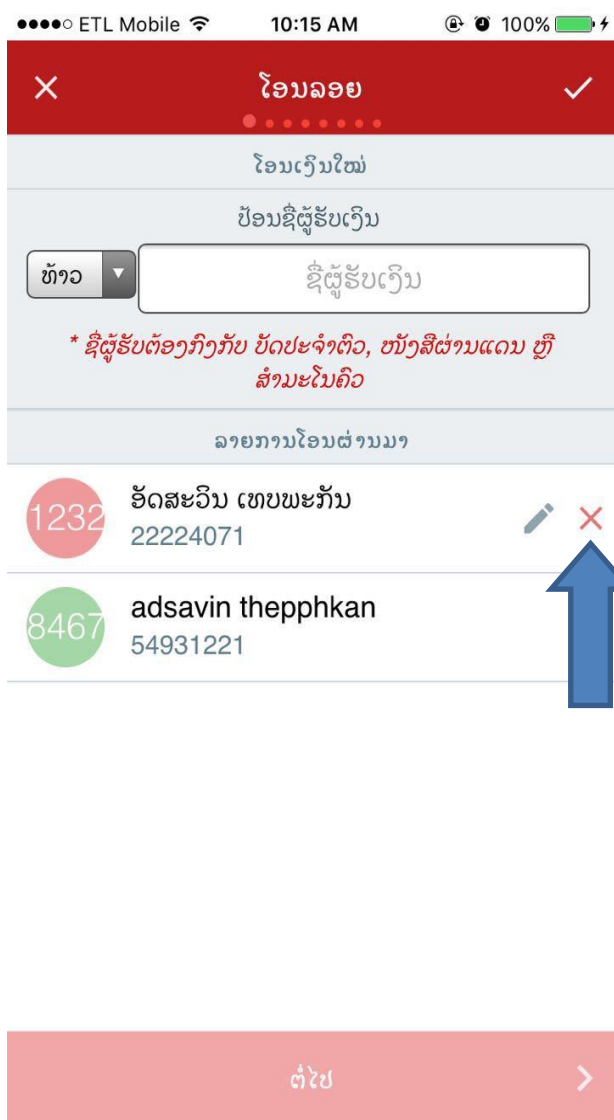 ETL Mobile 10:15 AM 100%
ໂອນລອຍ
ໂອນເງິນໃໝ່
ປ້ອນຊື່ຜູ້ຮັບເງິນ
ທ້າວ ຊື່ຜູ້ຮັບເງິນ
* ຊື່ຜູ້ຮັບຕ້ອງກົງກັບ ບັດປະຈຳຕົວ, ໜັງສືຜ່ານແດນ ຫຼື
ສຳມະໂນຄົວ
ລາຍການໂອນຜ່ານມາ
1232 ອັດສະວິນ ເທບພະກັນ
22224071
8467 adsavin thepphkan
54931221
ຕໍ່ໄປ